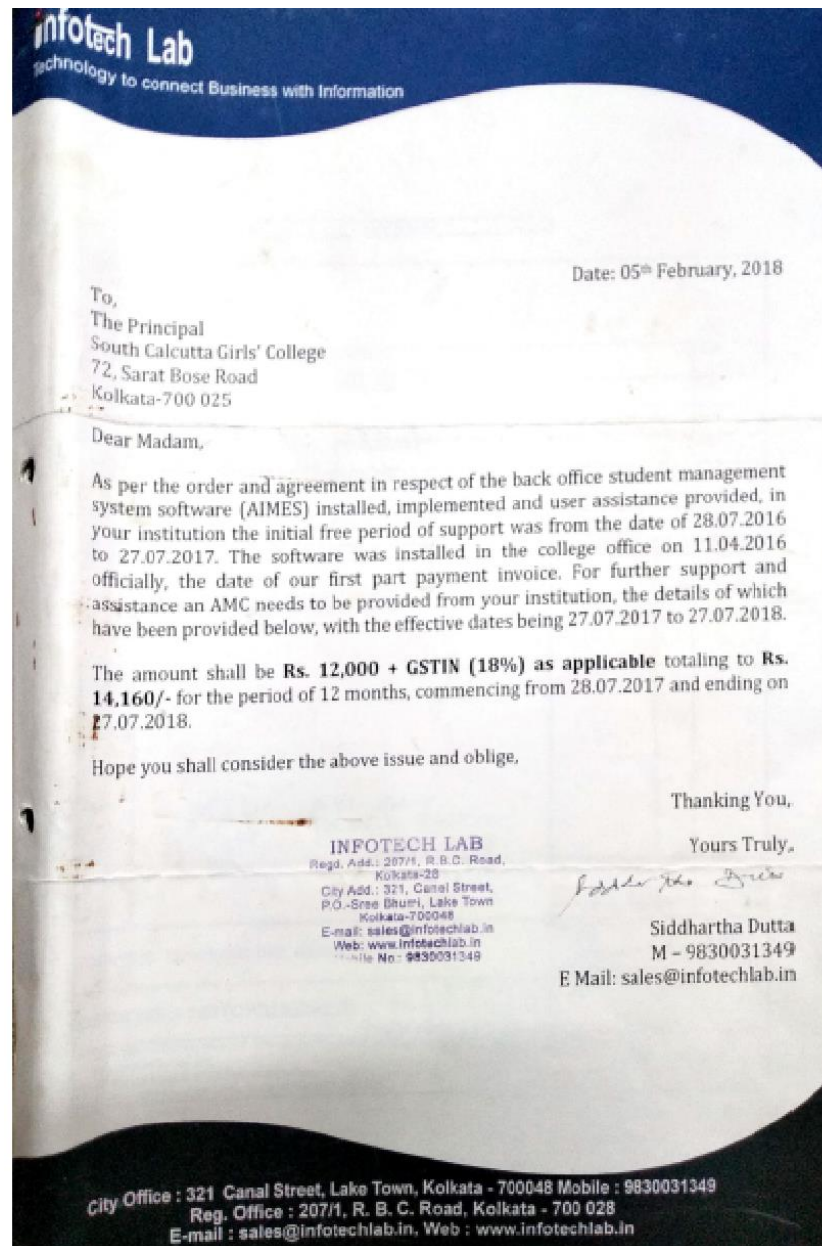 infotech Lab
Technology to connect Business with Information
Date: 05th February, 2018
To,
The Principal
South Calcutta Girls' College
72, Sarat Bose Road
Kolkata-700 025
Dear Madam,
As per the order and agreement in respect of the back office student management
system software (AIMES) installed, implemented and user assistance provided, in
your institution the initial free period of support was from the date of 28.07.2016
to 27.07.2017. The software was installed in the college office on 11.04.2016
officially, the date of our first part payment invoice. For further support and
assistance an AMC needs to be provided from your institution, the details of which
have been provided below, with the effective dates being 27.07.2017 to 27.07.2018.
The amount shall be Rs. 12,000 + GSTIN (18%) as applicable totaling to Rs.
14,160/- for the period of 12 months, commencing from 28.07.2017 and ending on
27.07.2018.
Hope you shall consider the above issue and oblige,
Thanking You,
Yours Truly,
INFOTECH LAB
Regd. Add.: 207/1, R.B.C. Road,
Kolkata-28
City Add.: 321, Canal Street,
P.O.-Sree Bhumi, Lake Town
Kolkata-700048
E-mail: sales@infotechlab.in
Web: www.infotechlab.in
No.: 9830031349
Siddhartha Dutta
M – 9830031349
E Mail: sales@infotechlab.in
City Office : 321 Canal Street, Lake Town, Kolkata - 700048 Mobile : 9830031349
Reg. Office : 207/1, R. B. C. Road, Kolkata - 700 028
E-mail : sales@infotechlab.in, Web : www.infotechlab.in